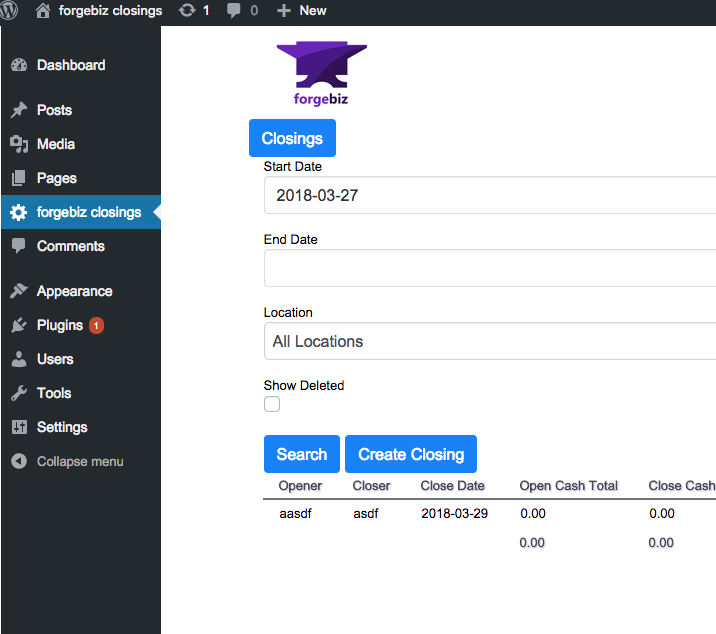 forgebiz closings 1 0 New
Dashboard
Posts
Media
Pages
forgebiz closings
Comments
Appearance
Plugins 1
Users
Tools
Settings
Collapse menu
forgebiz
Closings
Start Date
2018-03-27
End Date
Location
All Locations
Show Deleted
Search Create Closing
Opener Closer Close Date Open Cash Total Close Cash
aasdf asdf 2018-03-29 0.00 0.00
0.00 0.00